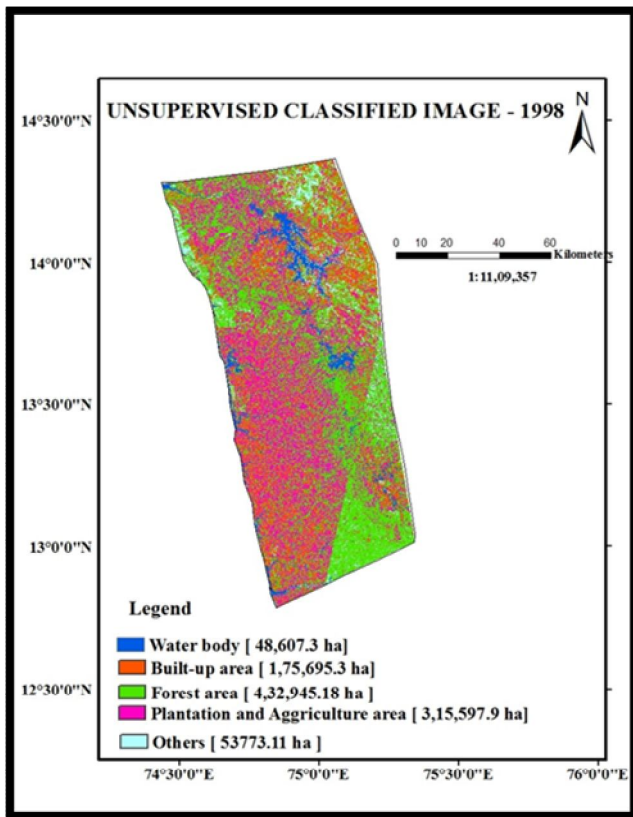 UNSUPERVISED CLASSIFIED IMAGE - 1998
N
14°30'0"N
14°0'0"N
13°30'0"N
13°0'0"N
12°30'0"N
0 10 20 40 60
Kilometers
1:11,09,357
Legend
Water body [ 48,607.3 ha]
Built-up area [ 1,75,695.3 ha]
Forest area [ 4,32,945.18 ha ]
Plantation and Aggriculture area [ 3,15,597.9 ha]
Others [ 53773.11 ha ]
74°30'0"E 75°0'0"E 75°30'0"E 76°0'0"E